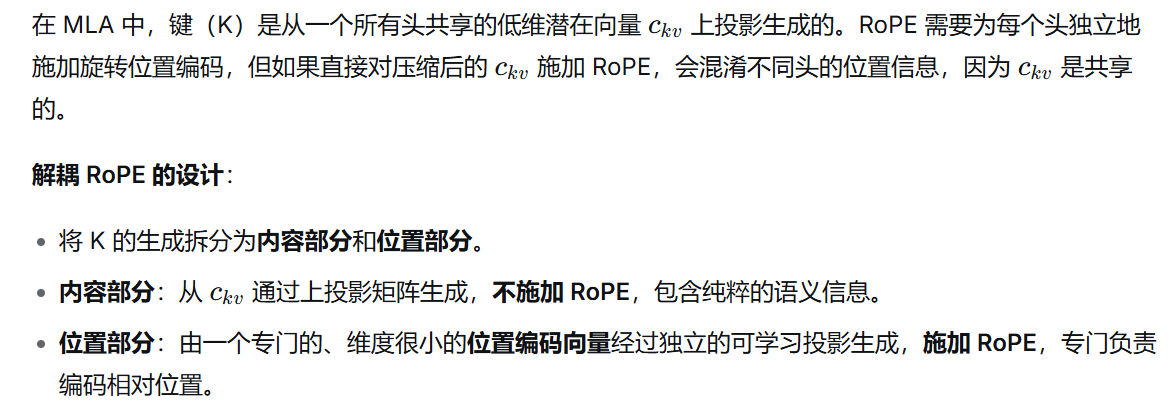 在 MLA 中，键（K）是从一个所有头共享的低维潜在向量 c_{kv} 上投影生成的。RoPE 需要为每个头独立地
施加旋转位置编码，但如果直接对压缩后的 c_{kv} 施加 RoPE，会混淆不同头的位置信息，因为 c_{kv} 是共享
的。
解耦 RoPE 的设计：
• 将 K 的生成拆分为内容部分和位置部分。
• 内容部分：从 c_{kv} 通过上投影矩阵生成，不施加 RoPE，包含纯粹的语义信息。
• 位置部分：由一个专门的、维度很小的位置编码向量经过独立的可学习投影生成，施加 RoPE，专门负责
编码相对位置。